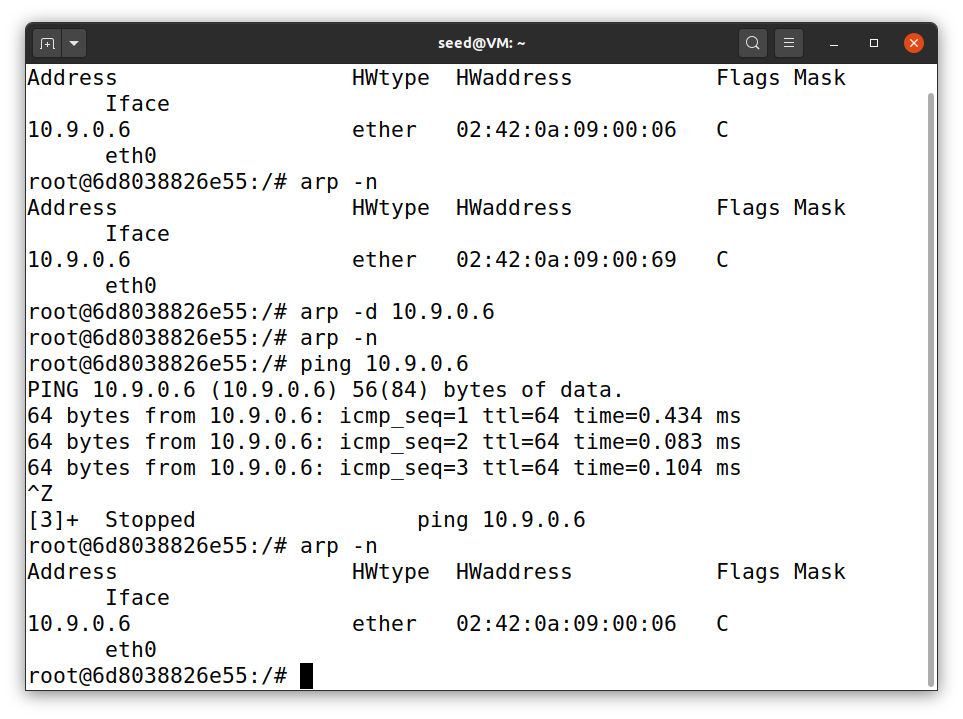 seed@VM: ~
Address                  HWtype  HWaddress           Flags Mask
      Iface
10.9.0.6                 ether   02:42:0a:09:00:06   C
      eth0
root@6d8038826e55:/# arp -n
Address                  HWtype  HWaddress           Flags Mask
      Iface
10.9.0.6                 ether   02:42:0a:09:00:69   C
      eth0
root@6d8038826e55:/# arp -d 10.9.0.6
root@6d8038826e55:/# arp -n
root@6d8038826e55:/# ping 10.9.0.6
PING 10.9.0.6 (10.9.0.6) 56(84) bytes of data.
64 bytes from 10.9.0.6: icmp_seq=1 ttl=64 time=0.434 ms
64 bytes from 10.9.0.6: icmp_seq=2 ttl=64 time=0.083 ms
64 bytes from 10.9.0.6: icmp_seq=3 ttl=64 time=0.104 ms
^Z
[3]+  Stopped                 ping 10.9.0.6
root@6d8038826e55:/# arp -n
Address                  HWtype  HWaddress           Flags Mask
      Iface
10.9.0.6                 ether   02:42:0a:09:00:06   C
      eth0
root@6d8038826e55:/#